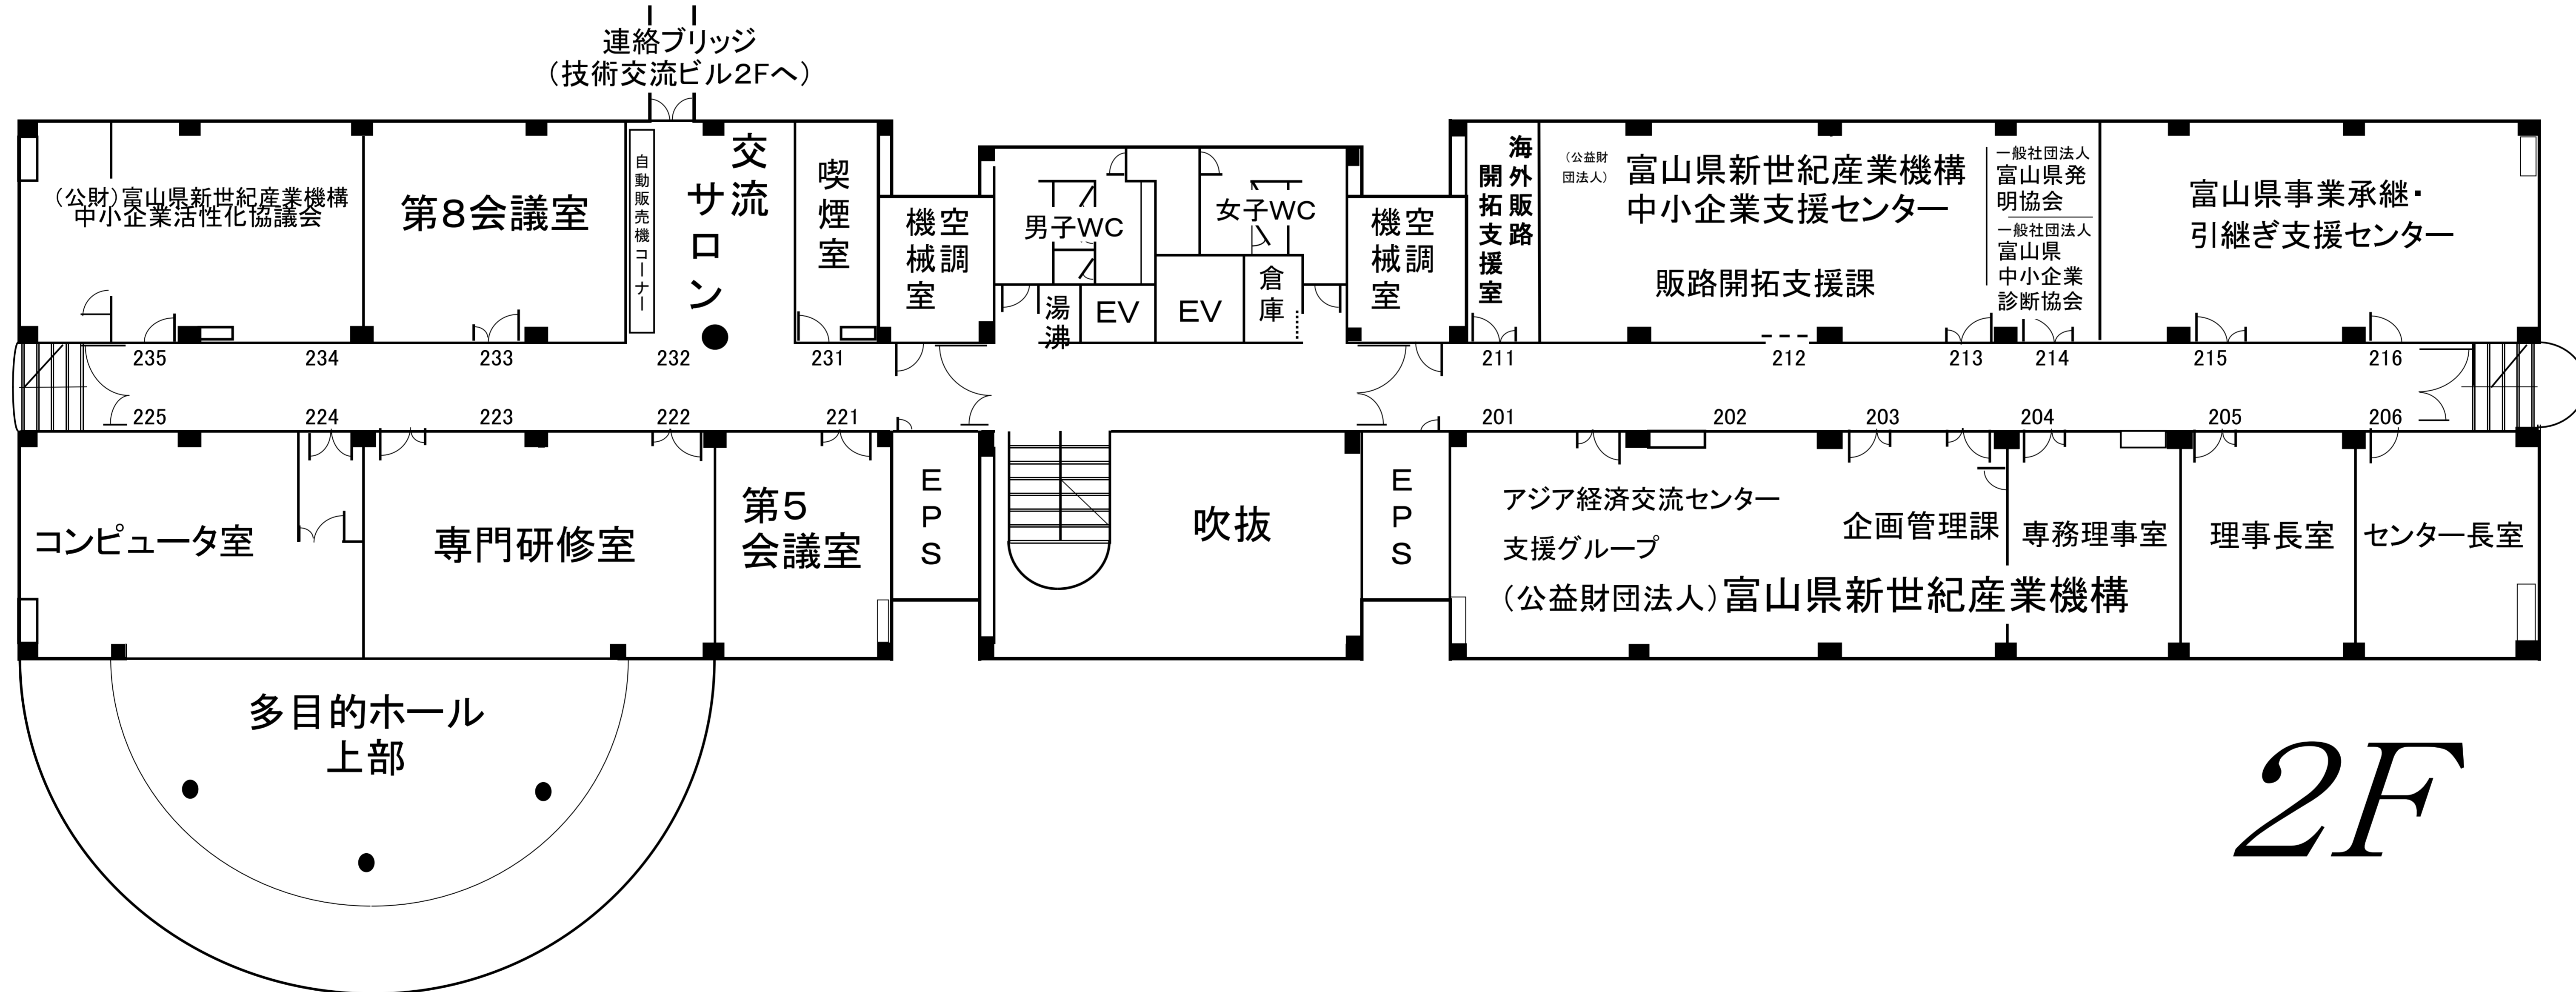 連絡ブリッジ
（技術交流ビル2Fへ）
（公財）富山県新世紀産業機構
中小企業活性化協議会
第8会議室
自動販売機コーナー
交流
サロン
喫煙室
空調
機械室
男子WC
女子WC
湯沸
EV
EV
倉庫
空調
機械室
海外販路
開拓支援室
（公益財
団法人）
富山県新世紀産業機構
中小企業支援センター
販路開拓支援課
一般社団法人
富山県発
明協会
一般社団法人
富山県
中小企業
診断協会
富山県事業承継・
引継ぎ支援センター
235
234
233
232
231
211
212
213
214
215
216
225
224
223
222
221
201
202
203
204
205
206
コンピュータ室
専門研修室
第5
会議室
EPS
吹抜
EPS
アジア経済交流センター
支援グループ
企画管理課
（公益財団法人）富山県新世紀産業機構
専務理事室
理事長室
センター長室
多目的ホール
上部
2F